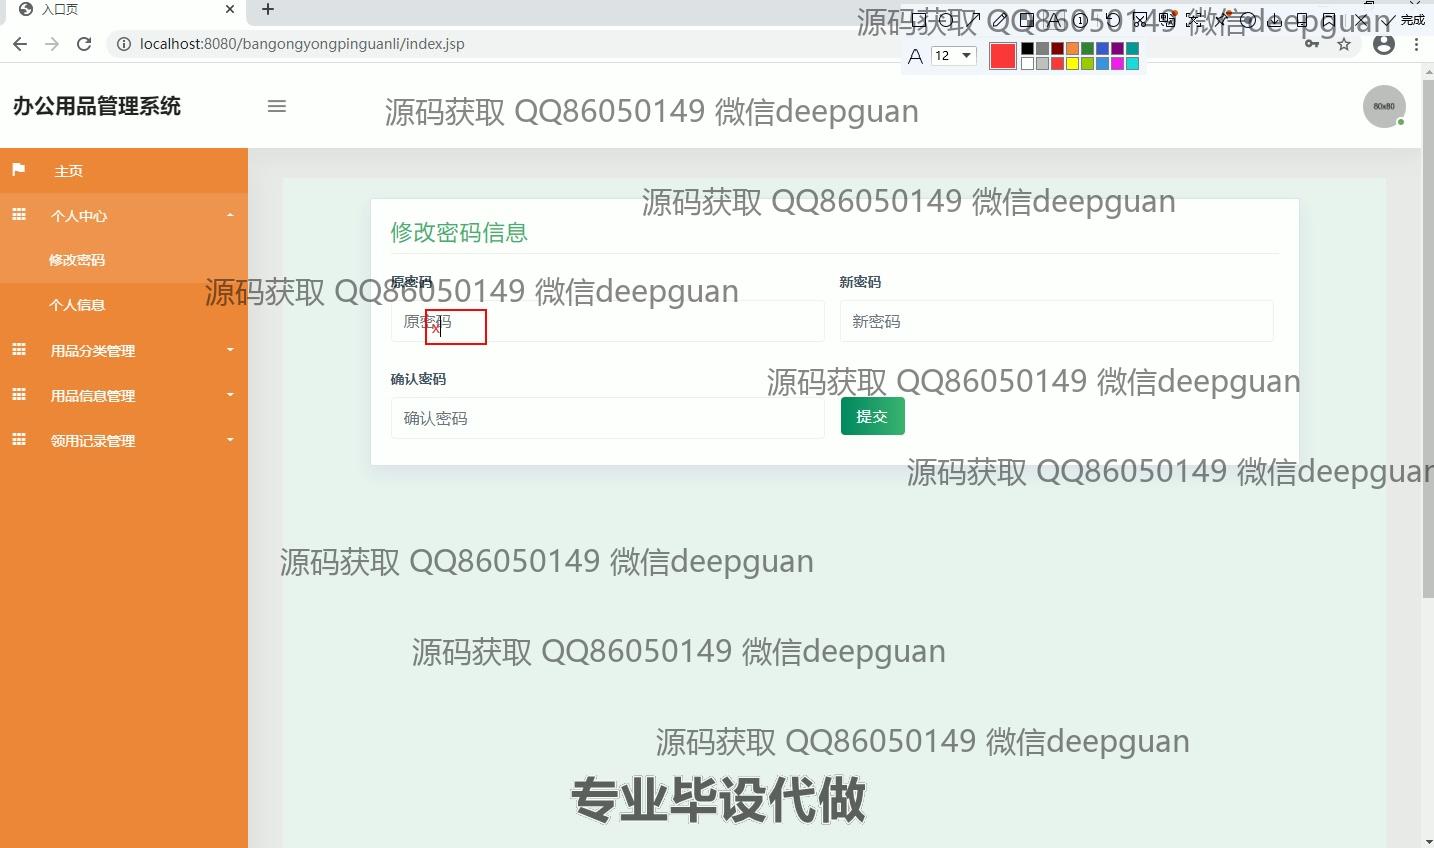 入口页
源码获取 QQ86050149 微信deepguan
完成
localhost:8080/bangongyongpinguanli/index.jsp
12
办公用品管理系统
源码获取 QQ86050149 微信deepguan
80x80
主页
个人中心
修改密码
个人信息
用品分类管理
用品信息管理
领用记录管理
源码获取 QQ86050149 微信deepguan
修改密码信息
原密码
新密码
源码获取 QQ86050149 微信deepguan
原密码
x
新密码
确认密码
源码获取 QQ86050149 微信deepguan
确认密码
提交
源码获取 QQ86050149 微信deepguan
源码获取 QQ86050149 微信deepguan
源码获取 QQ86050149 微信deepguan
源码获取 QQ86050149 微信deepguan
专业毕设代做